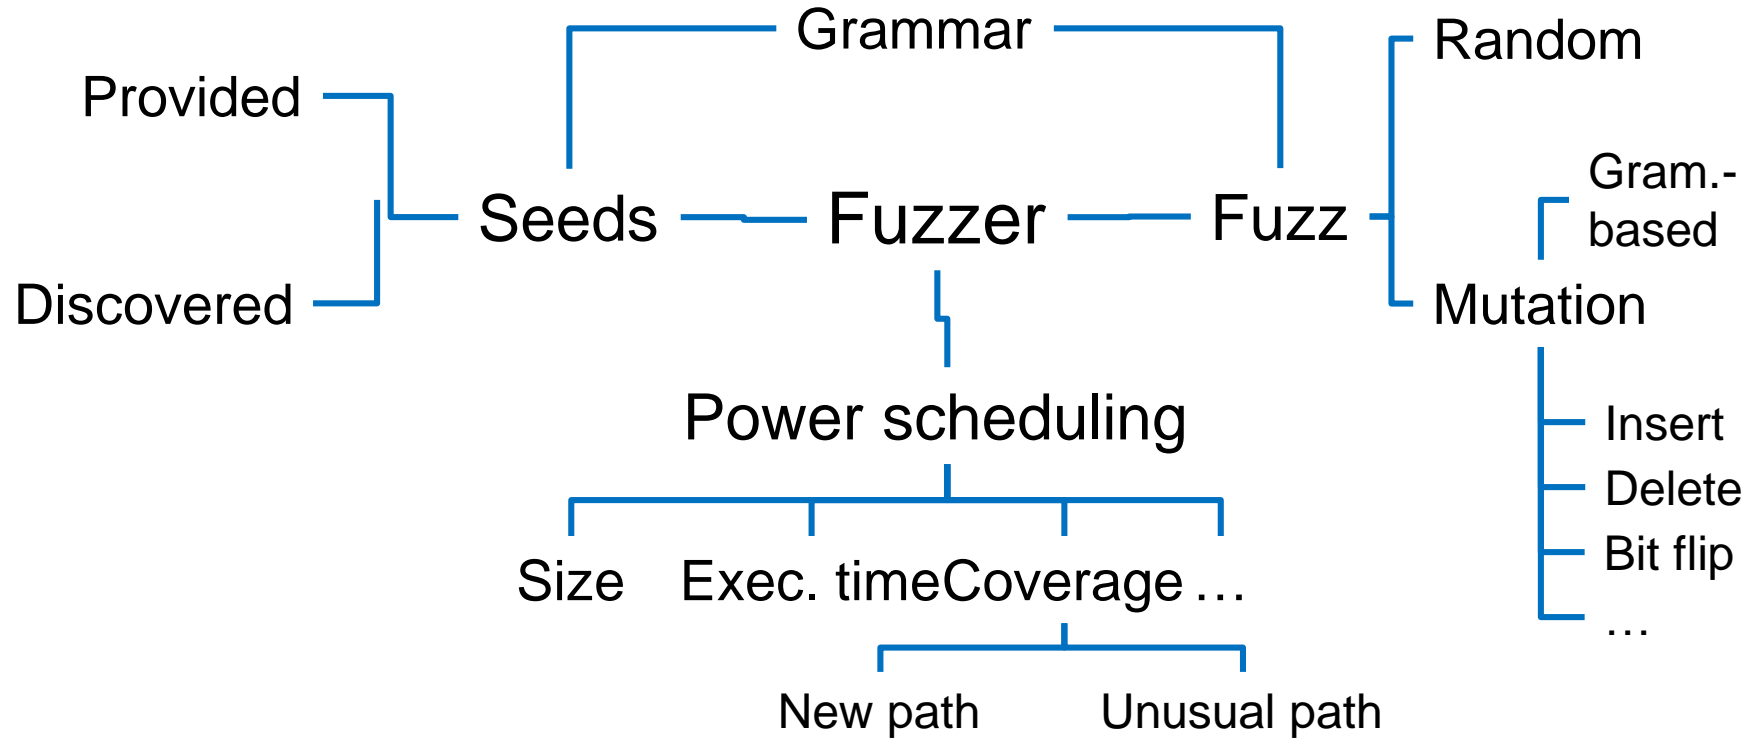 Grammar
Random
Provided
Gram.-
based
Seeds
Fuzzer
Fuzz
Discovered
Mutation
Power scheduling
Insert
Delete
Bit flip
…
Size
Exec. time
Coverage
…
New path
Unusual path